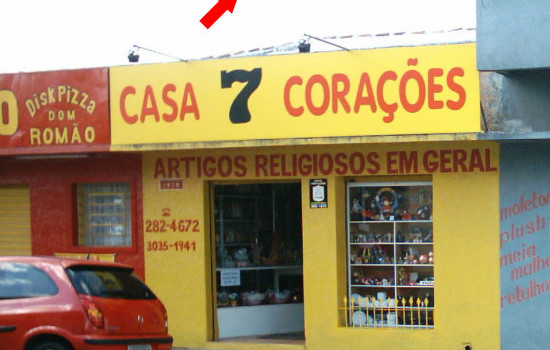 O
Disk Pizza
DOM
ROMÃO
CASA 7 CORAÇÕES
ARTIGOS RELIGIOSOS EM GERAL
282-4672
3035-1941
moletom
plush
meia
malha
retalho